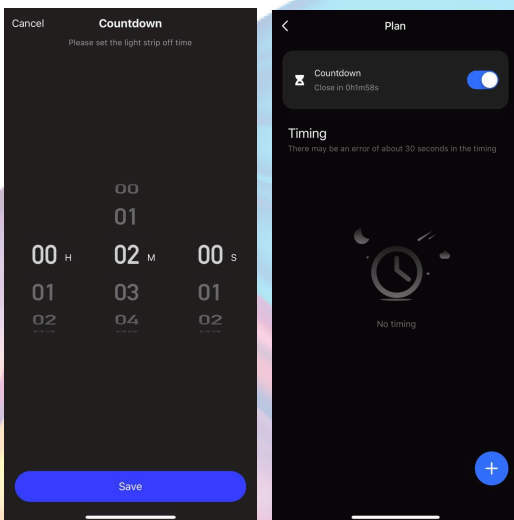 Cancel
Countdown
Please set the light strip off time
00
01
00 H 02 M 00 S
01 03 01
02 04 02
Save
Plan
Countdown
Close in 0h1m58s
Timing
There may be an error of about 30 seconds in the timing
No timing
+